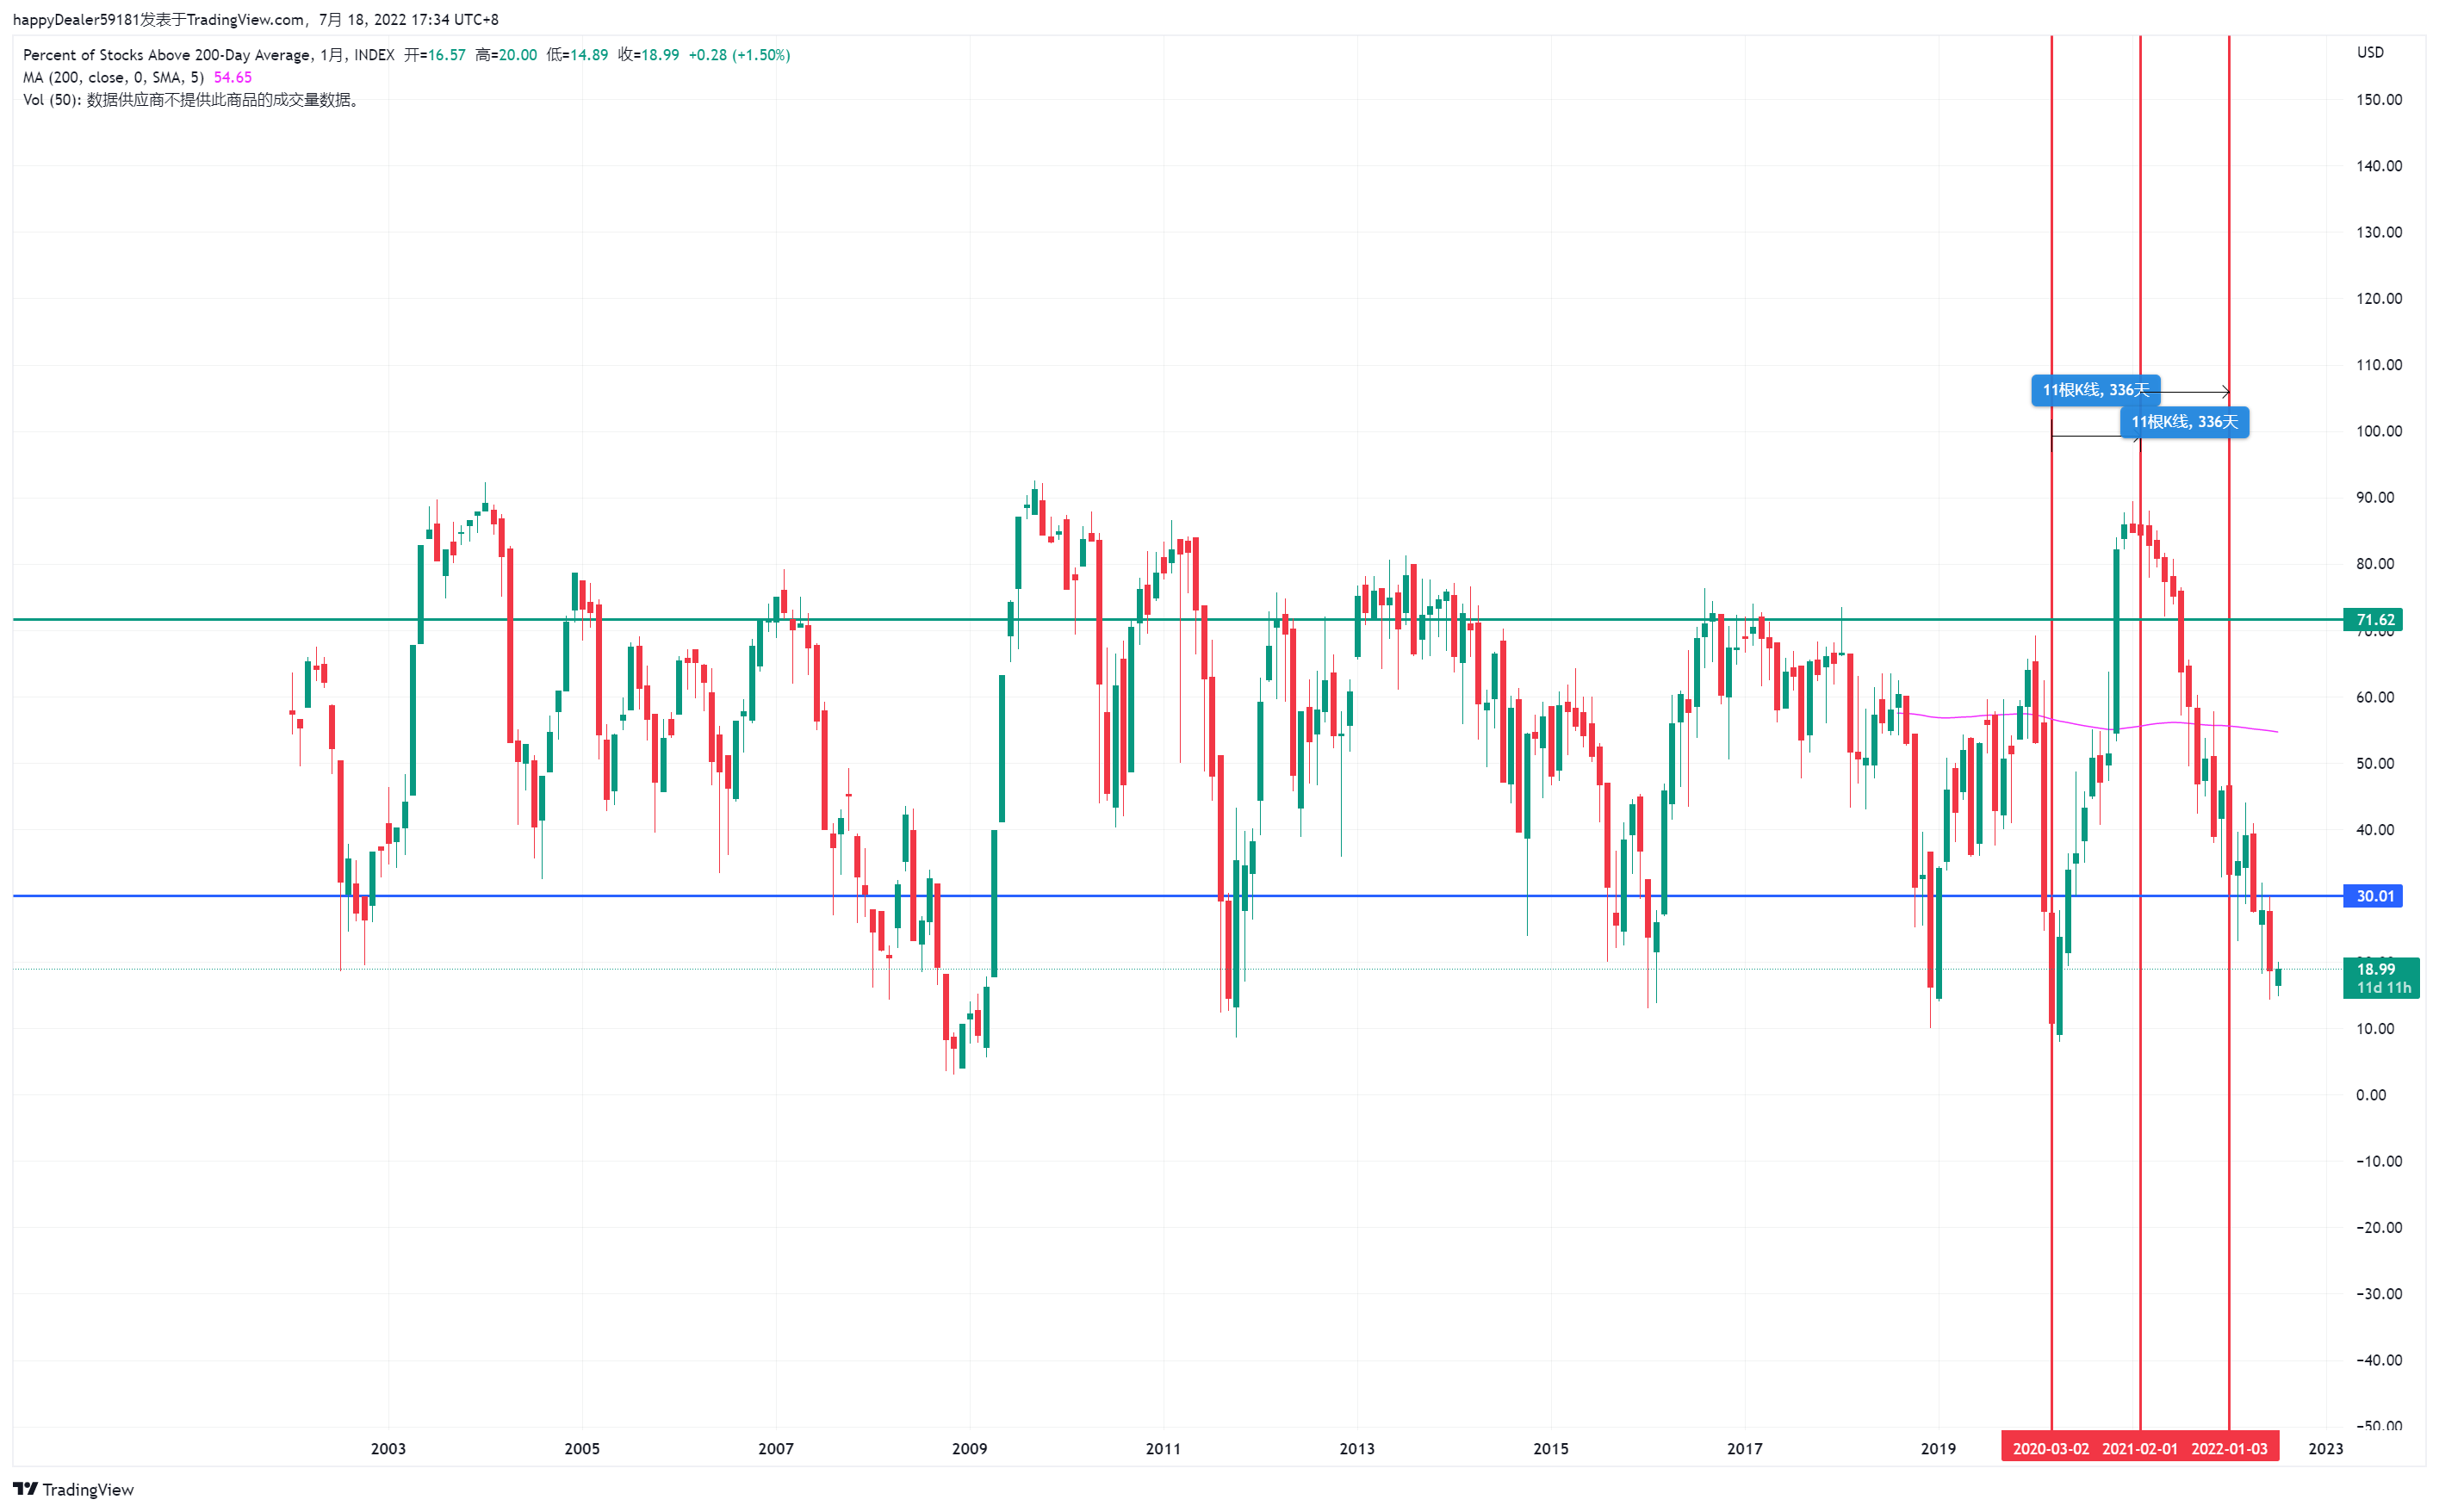 happyDealer59181发表于TradingView.com, 7月 18, 2022 17:34 UTC+8
Percent of Stocks Above 200-Day Average, 1月, INDEX 开=16.57 高=20.00 低=14.89 收=18.99 +0.28 (+1.50%)
MA (200, close, 0, SMA, 5) 54.65
Vol (50): 数据供应商不提供此商品的成交量数据。
USD
150.00
140.00
130.00
120.00
110.00
11根K线, 336天
11根K线, 336天
100.00
90.00
80.00
71.62
70.00
60.00
50.00
40.00
30.01
18.99
11d 11h
10.00
0.00
−10.00
−20.00
−30.00
−40.00
−50.00
2003 2005 2007 2009 2011 2013 2015 2017 2019 2020-03-02 2021-02-01 2022-01-03 2023
TradingView